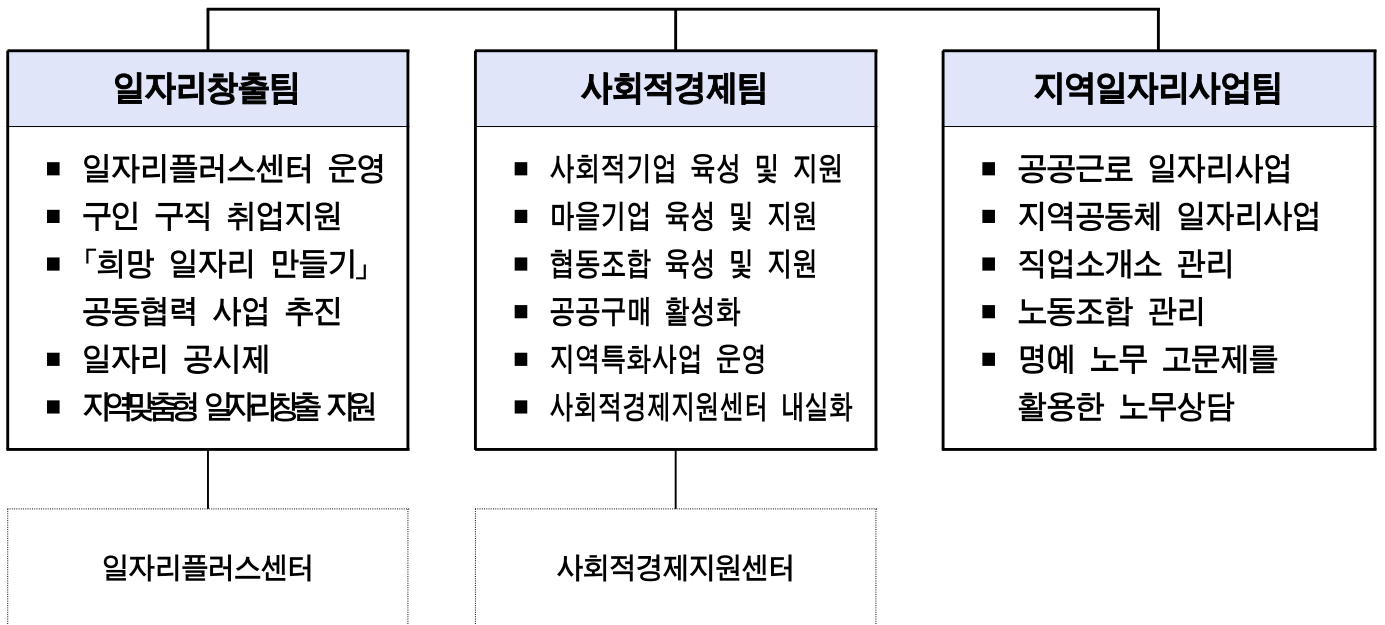 일자리창출팀
■ 일자리플러스센터 운영
■ 구인 구직 취업지원
■ 「희망 일자리 만들기」
공동협력 사업 추진
■ 일자리 공시제
■ 지역맞춤형 일자리창출 지원
일자리플러스센터
사회적경제팀
■ 사회적기업 육성 및 지원
■ 마을기업 육성 및 지원
■ 협동조합 육성 및 지원
■ 공공구매 활성화
■ 지역특화사업 운영
■ 사회적경제지원센터 내실화
사회적경제지원센터
지역일자리사업팀
■ 공공근로 일자리사업
■ 지역공동체 일자리사업
■ 직업소개소 관리
■ 노동조합 관리
■ 명예 노무 고문제를
활용한 노무상담